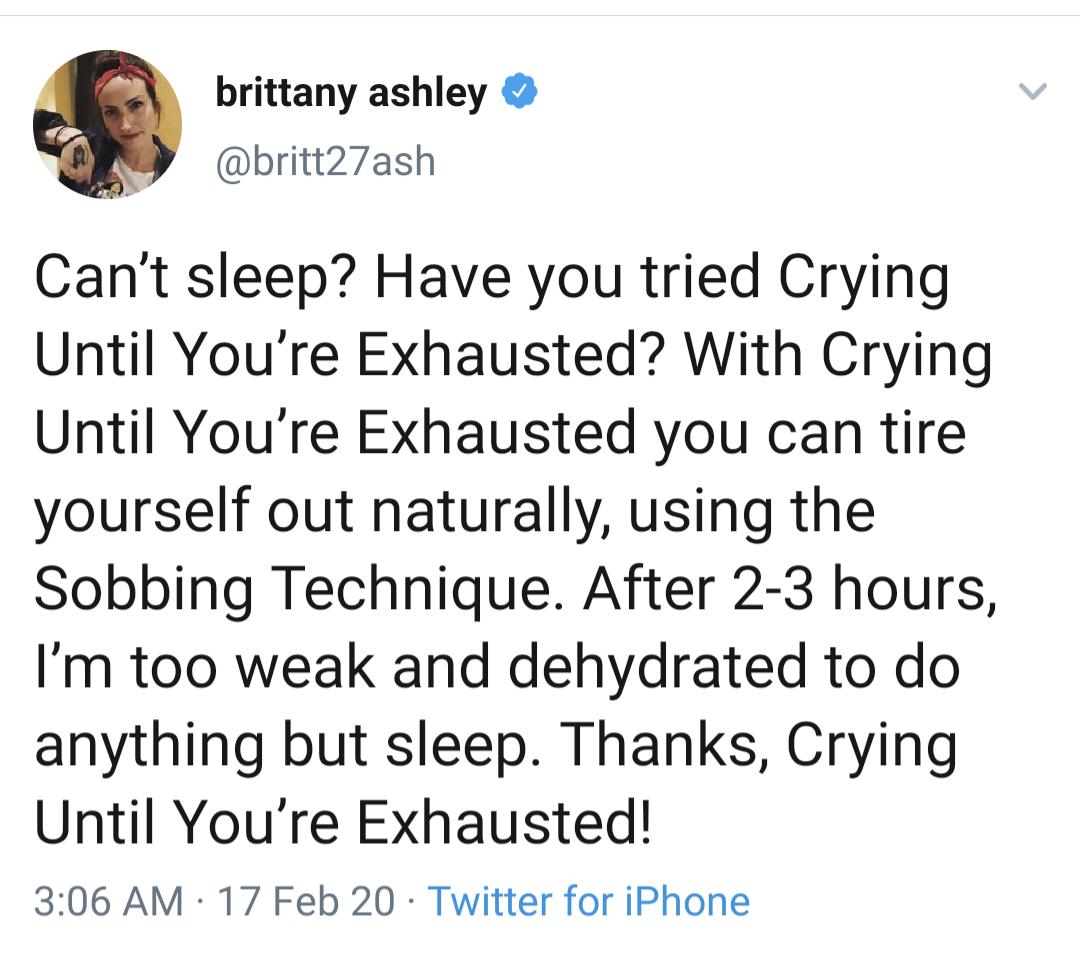 brittany ashley
@britt27ash
Can’t sleep? Have you tried Crying
Until You’re Exhausted? With Crying
Until You’re Exhausted you can tire
yourself out naturally, using the
Sobbing Technique. After 2-3 hours,
I’m too weak and dehydrated to do
anything but sleep. Thanks, Crying
Until You’re Exhausted!
3:06 AM · 17 Feb 20 · Twitter for iPhone